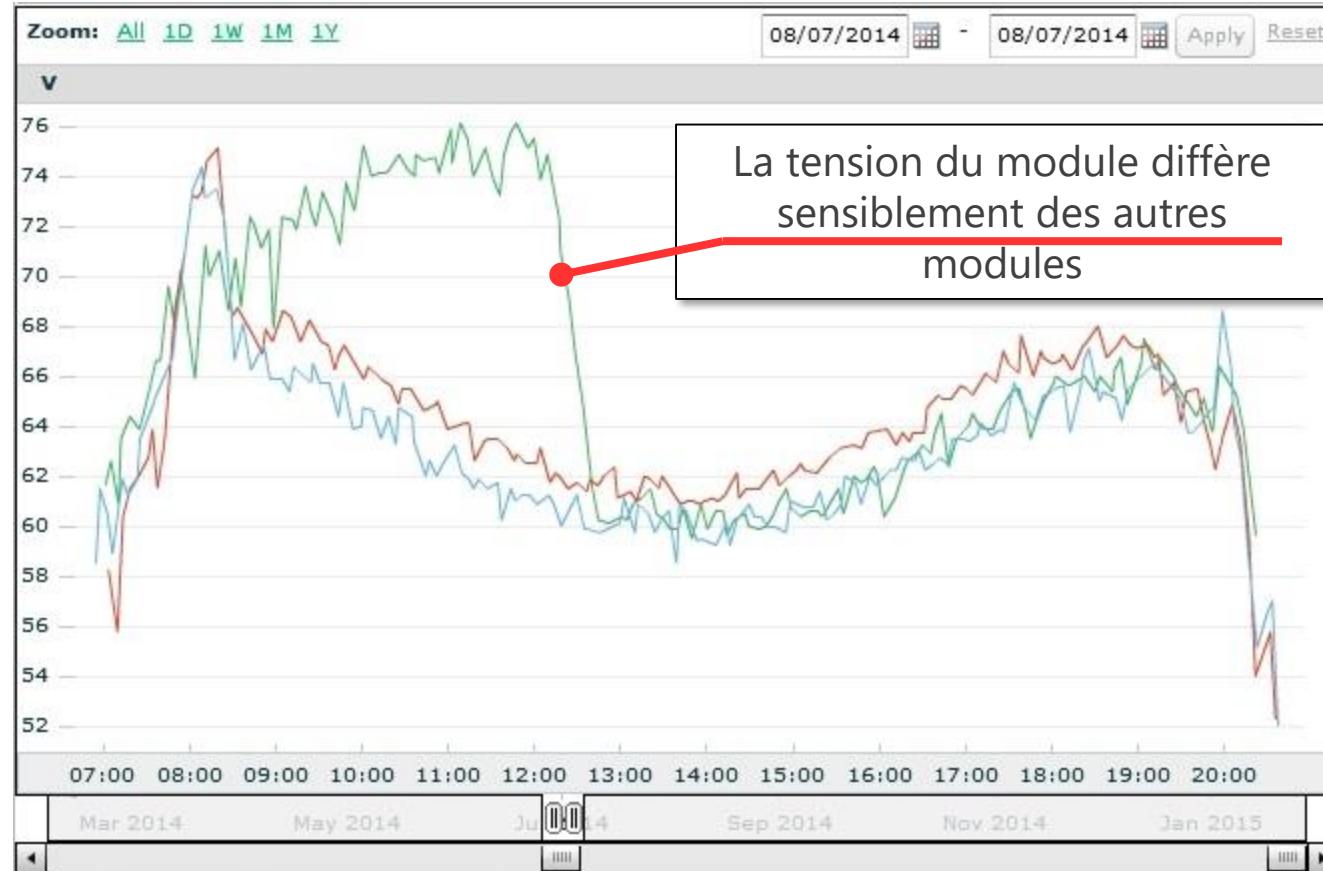 Zoom: All 1D 1W 1M 1Y 08/07/2014 - 08/07/2014 Apply Reset
V
76
74
72
70
68
66
64
62
60
58
56
54
52
La tension du module diffère
sensiblement des autres
modules
07:00 08:00 09:00 10:00 11:00 12:00 13:00 14:00 15:00 16:00 17:00 18:00 19:00 20:00
Mar 2014 May 2014 Ju 14 Sep 2014 Nov 2014 Jan 2015